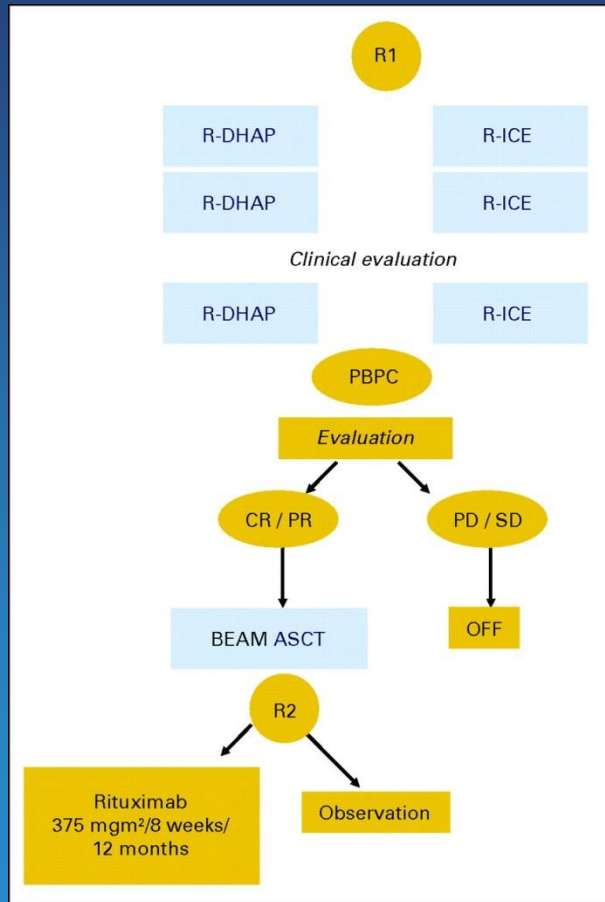 R1
R-DHAP R-ICE
R-DHAP R-ICE
Clinical evaluation
R-DHAP R-ICE
PBPC
Evaluation
CR / PR PD / SD
BEAM ASCT
OFF
R2
Rituximab
375 mgm²/8 weeks/
12 months
Observation